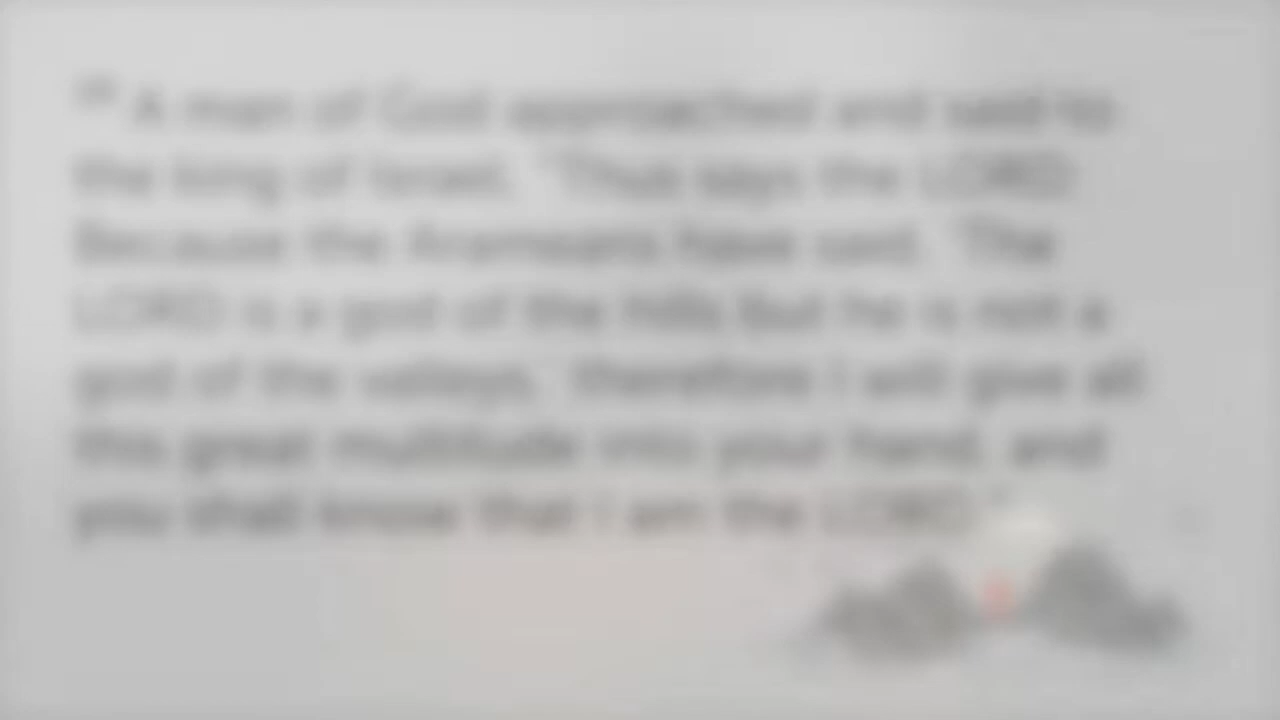 28 A man of God approached and said to
the king of Israel, "Thus says the LORD:
Because the Arameans have said, 'The
LORD is a god of the hills but he is not a
god of the valleys,' therefore I will give all
this great multitude into your hand, and
you shall know that I am the LORD."